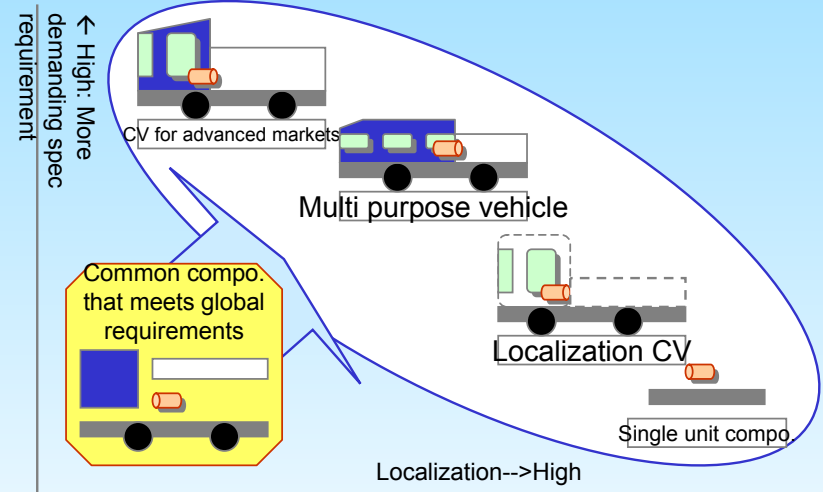 ← High: More
demanding spec
requirement
CV for advanced markets
Multi purpose vehicle
Common compo.
that meets global
requirements
Localization CV
Single unit compo.
Localization-->High